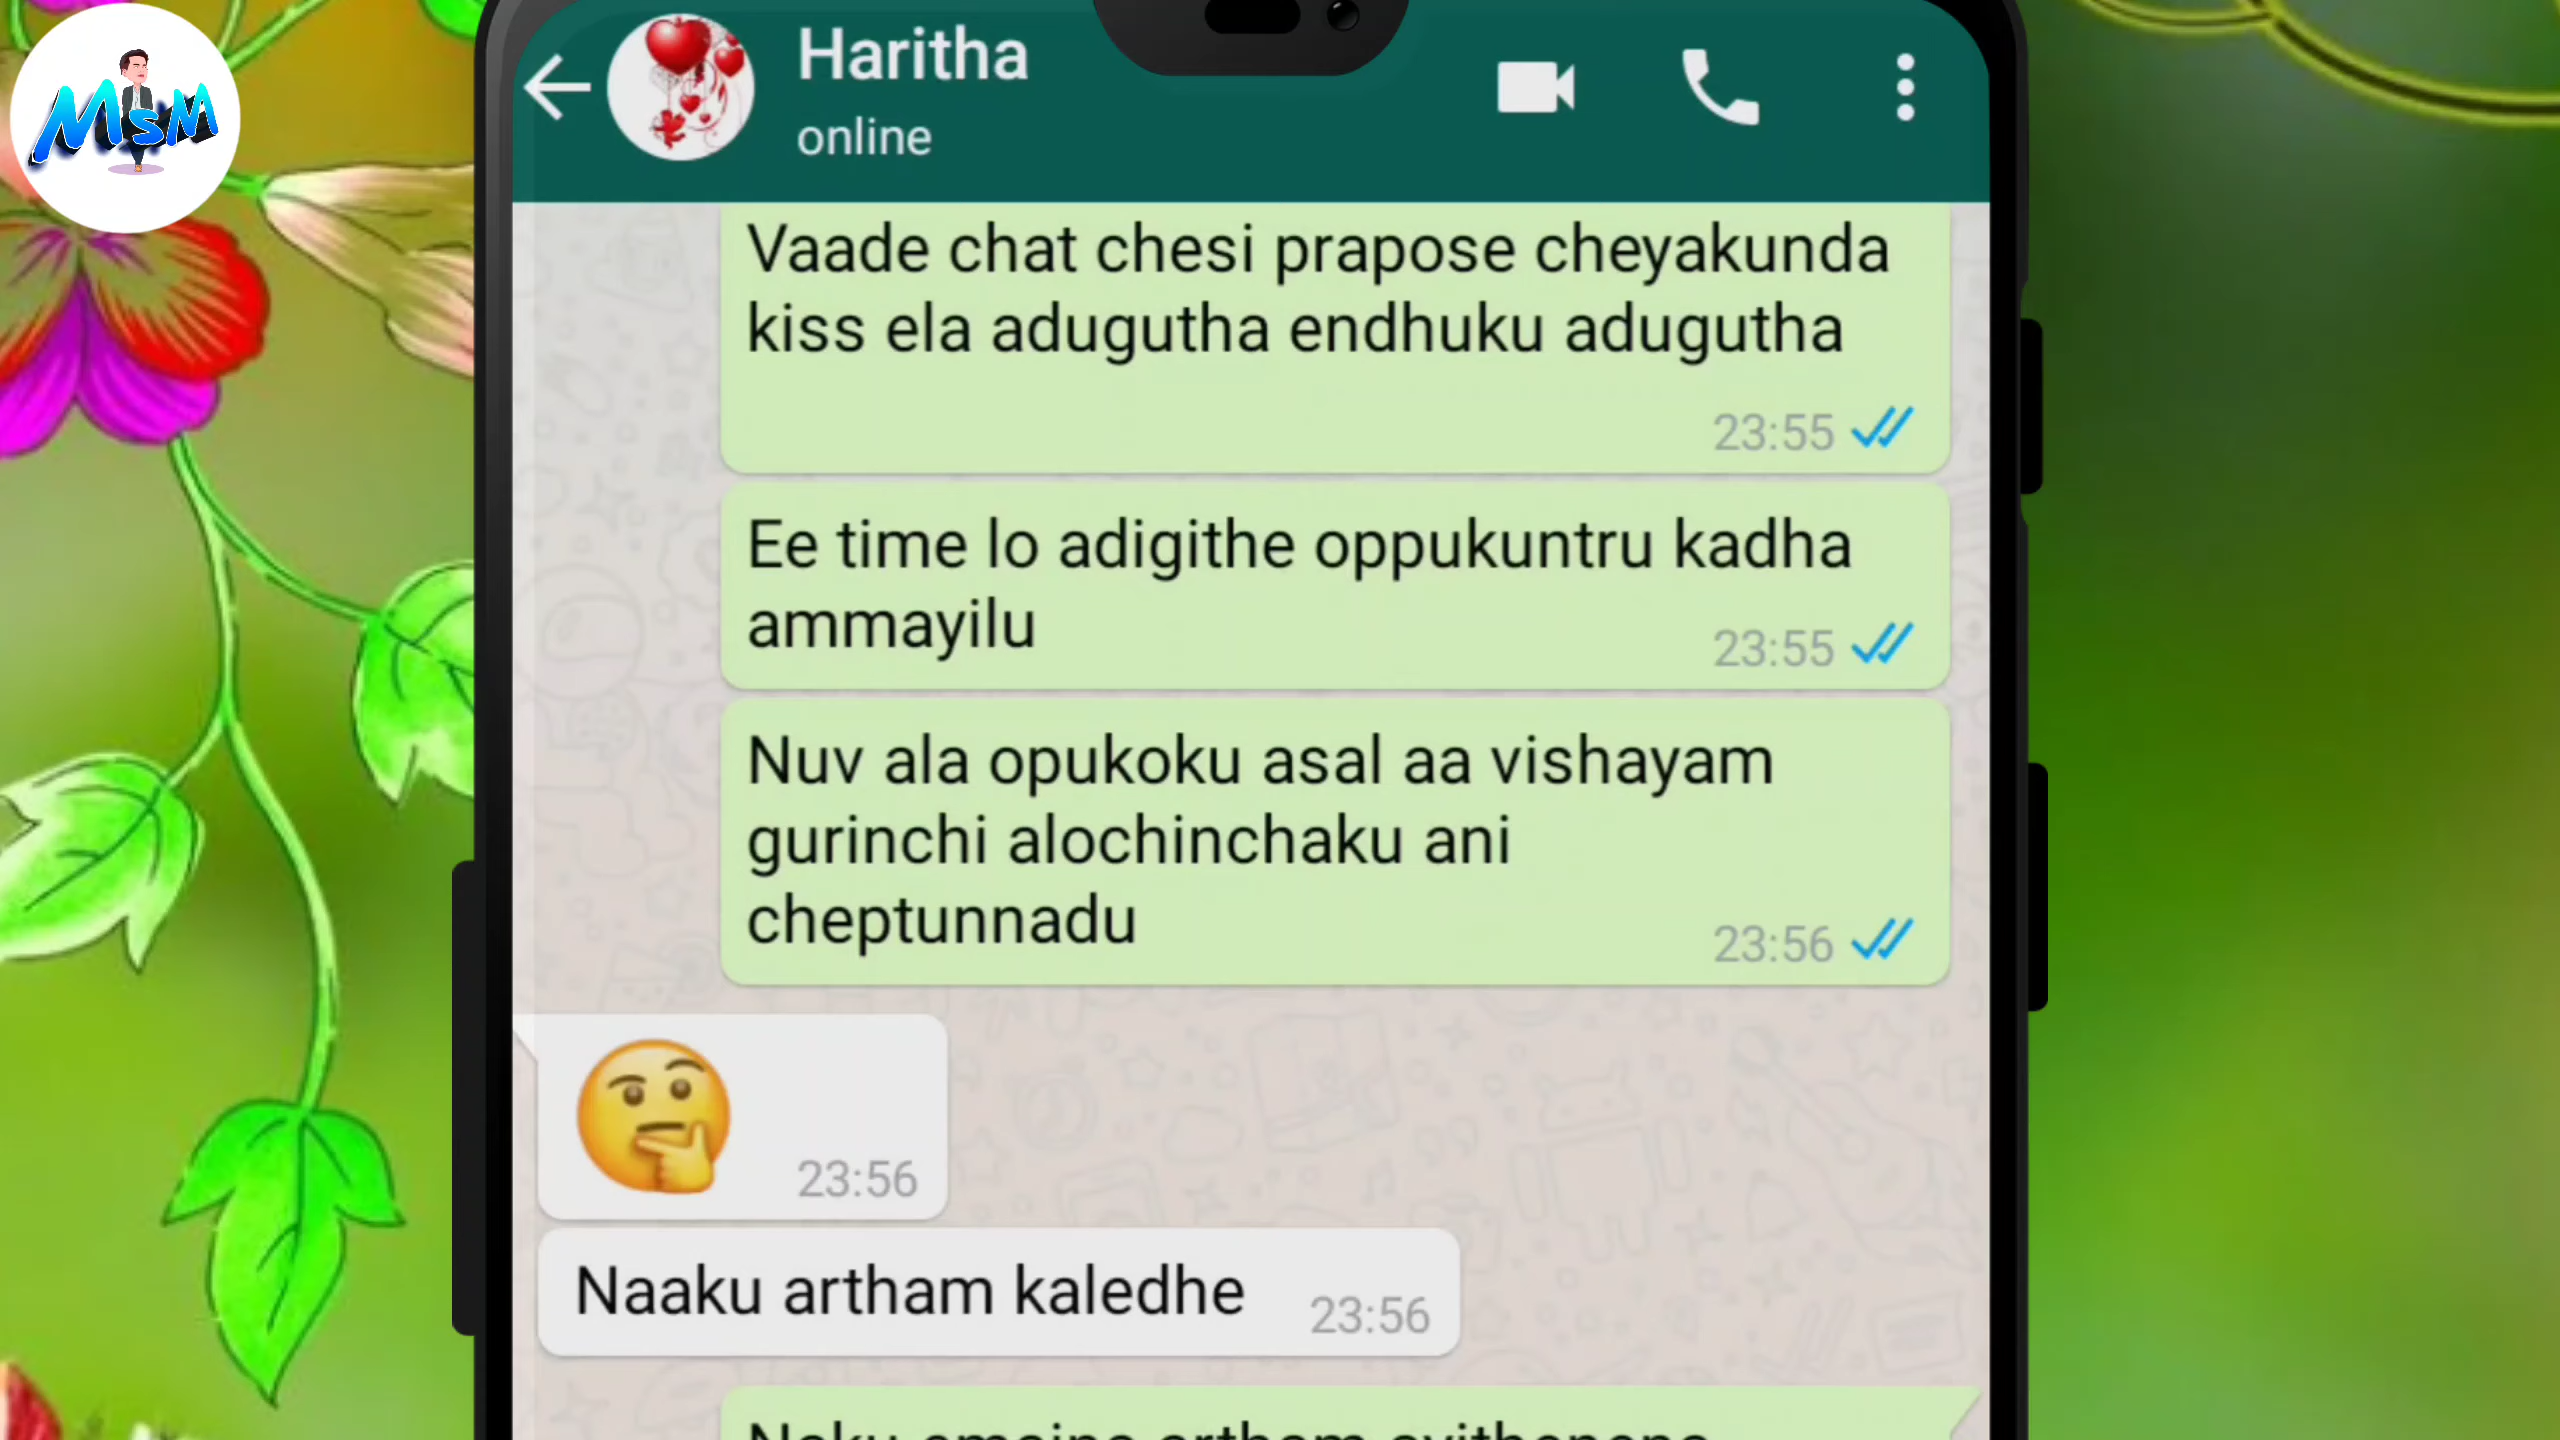 MSM
Haritha
online
Vaade chat chesi prapose cheyakunda
kiss ela adugutha endhuku adugutha
23:55
Ee time lo adigithe oppukuntru kadha
ammayilu
23:55
Nuv ala opukoku asal aa vishayam
gurinchi alochinchaku ani
cheptunnadu
23:56
23:56
Naaku artham kaledhe
23:56